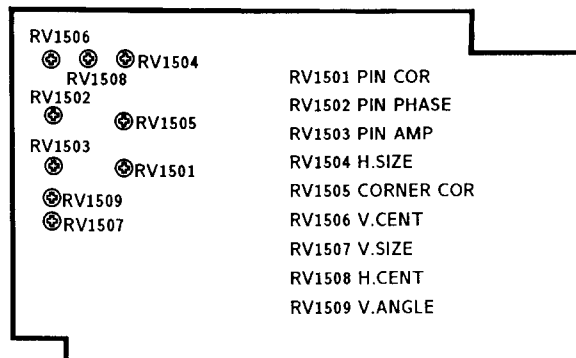 RV1506
RV1504
RV1508
RV1502
RV1505
RV1503
RV1501
RV1509
RV1507
RV1501 PIN COR
RV1502 PIN PHASE
RV1503 PIN AMP
RV1504 H.SIZE
RV1505 CORNER COR
RV1506 V.CENT
RV1507 V.SIZE
RV1508 H.CENT
RV1509 V.ANGLE